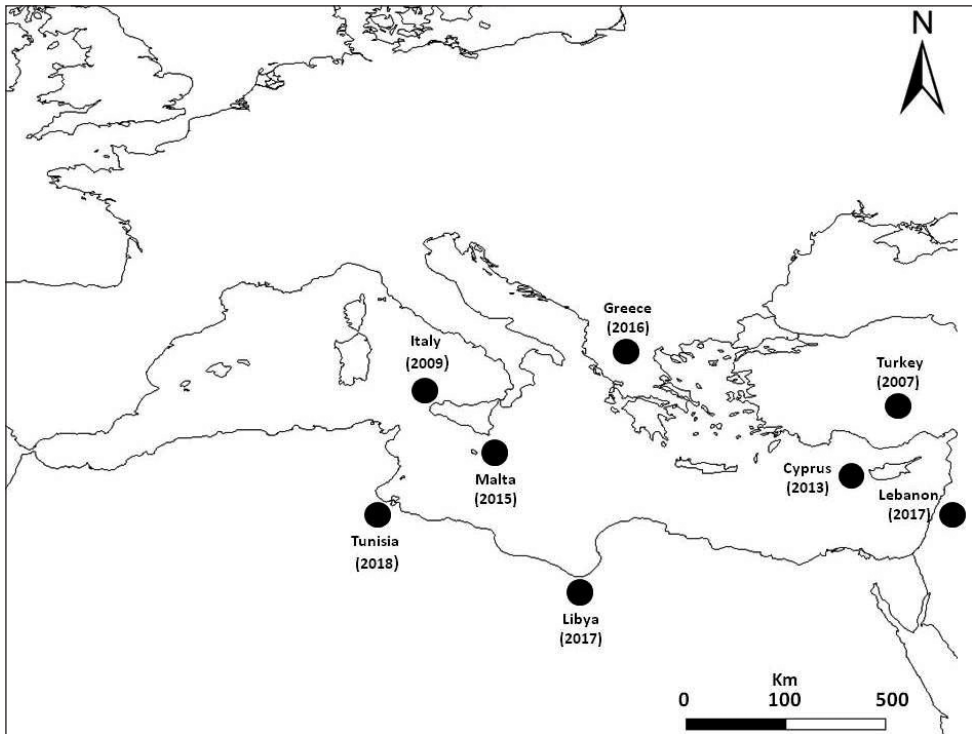 N
Greece
(2016)
Italy
(2009)
Turkey
(2007)
Malta
(2015)
Cyprus
(2013)
Lebanon
(2017)
Tunisia
(2018)
Libya
(2017)
Km
0 100 500